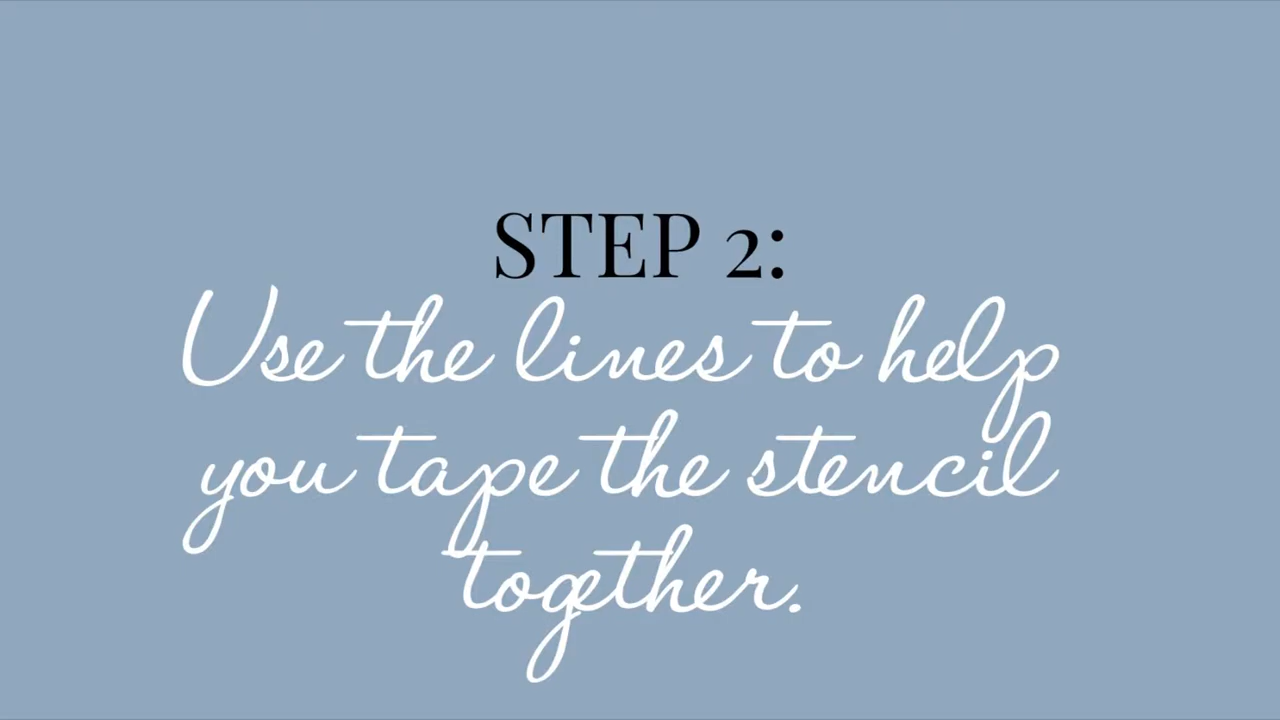 STEP 2:
Use the lines to help
you tape the stencil
together.